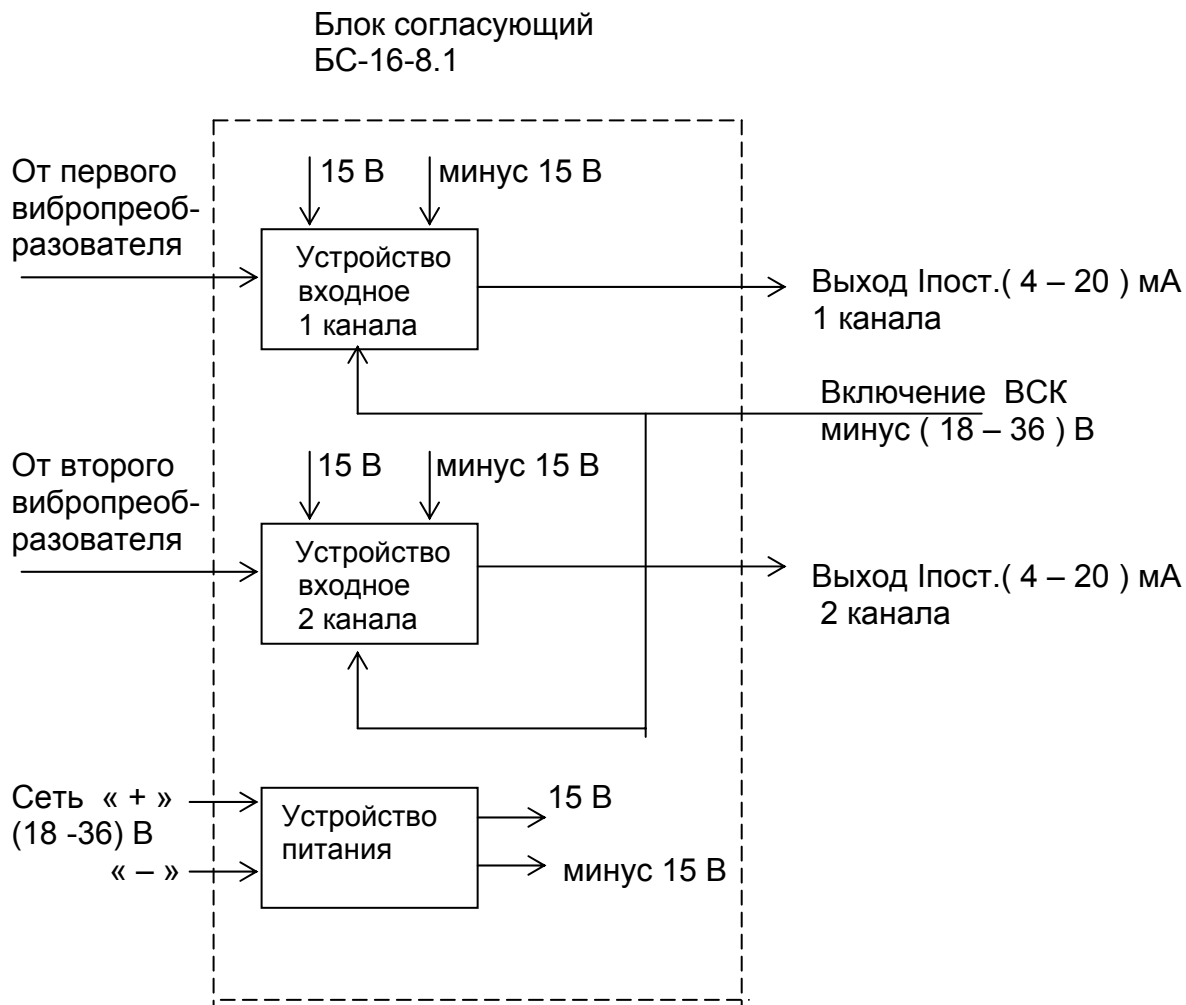 Блок согласующий
БС-16-8.1
От первого
вибропреоб-
разователя
15 В
минус 15 В
Устройство
входное
1 канала
Выход Iпост.( 4 – 20 ) мА
1 канала
Включение ВСК
минус ( 18 – 36 ) В
От второго
вибропреоб-
разователя
15 В
минус 15 В
Устройство
входное
2 канала
Выход Iпост.( 4 – 20 ) мА
2 канала
Сеть « + »
(18 -36) В
« – »
Устройство
питания
15 В
минус 15 В